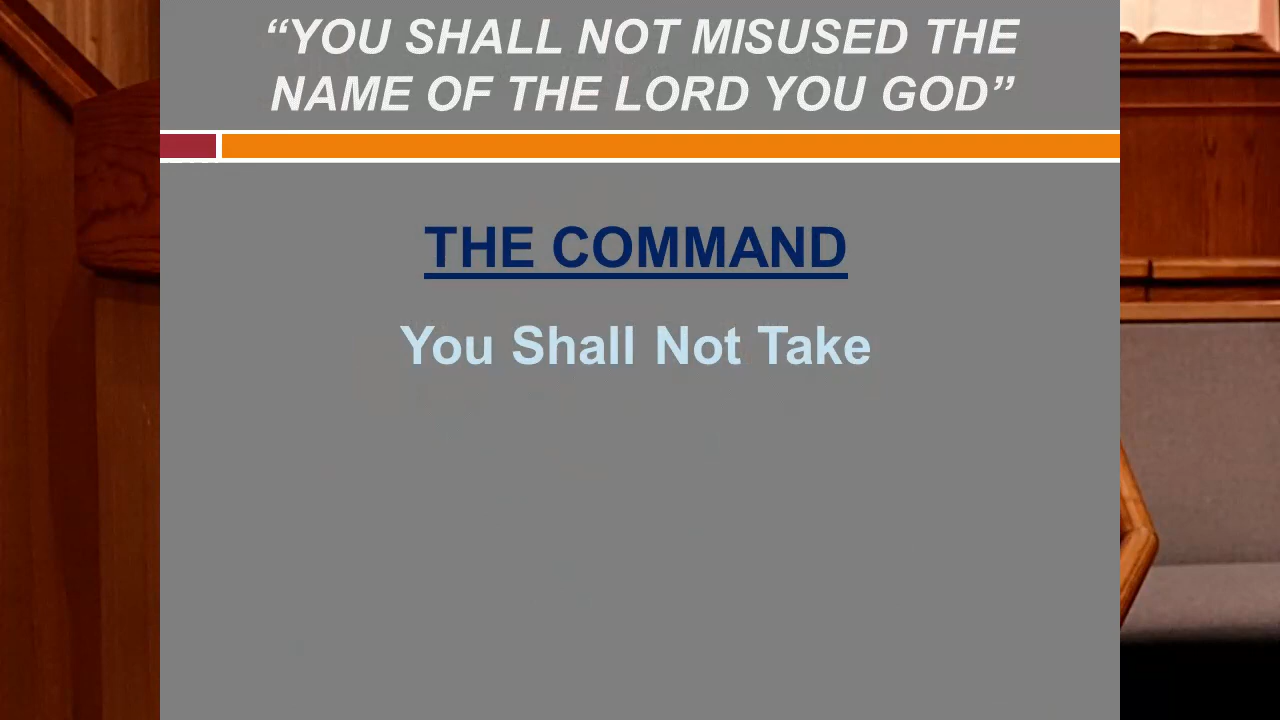 “YOU SHALL NOT MISUSED THE
NAME OF THE LORD YOU GOD”
THE COMMAND
You Shall Not Take